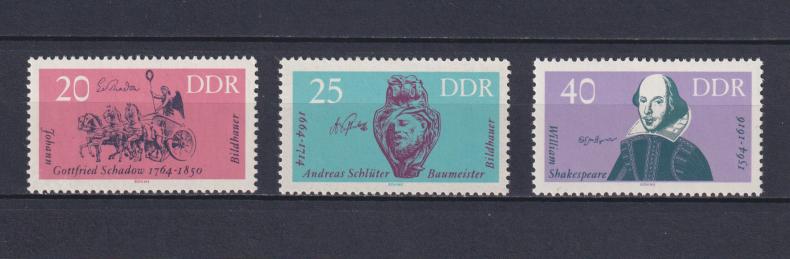 20 DDR
Johann
Gottfried Schadow 1764-1850
Bildhauer
25 DDR
1664-1714
Andreas Schlüter Baumeister
Bildhauer
40 DDR
William
Shakespeare
1564-1616